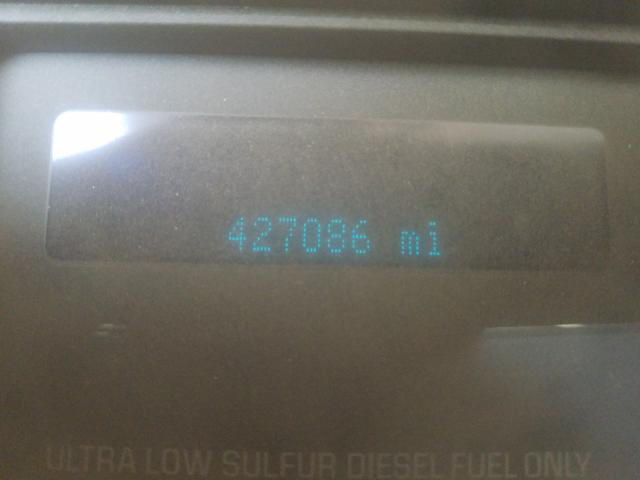 427086 mi
ULTRA LOW SULFUR DIESEL FUEL ONLY